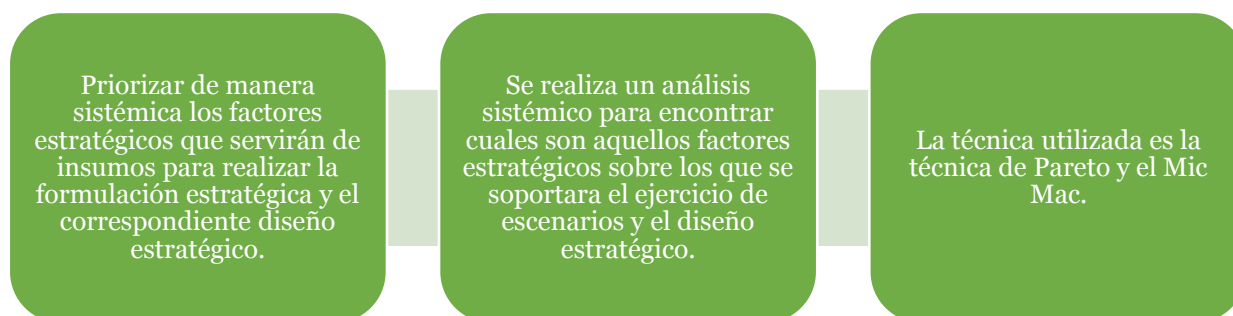 Priorizar de manera
sistémica los factores
estratégicos que servirán de
insumos para realizar la
formulación estratégica y el
correspondiente diseño
estratégico.
Se realiza un análisis
sistémico para encontrar
cuales son aquellos factores
estratégicos sobre los que se
soportara el ejercicio de
escenarios y el diseño
estratégico.
La técnica utilizada es la
técnica de Pareto y el Mic
Mac.